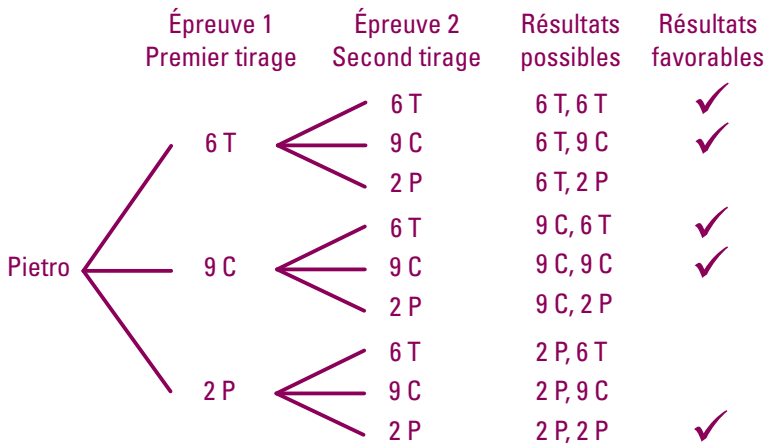 Épreuve 1 Épreuve 2 Résultats Résultats
Premier tirage Second tirage possibles favorables
6 T 6 T, 6 T
6 T 9 C 6 T, 9 C
2 P 6 T, 2 P
6 T 9 C, 6 T
Pietro 9 C 9 C 9 C, 9 C
2 P 9 C, 2 P
6 T 2 P, 6 T
2 P 9 C 2 P, 9 C
2 P 2 P, 2 P